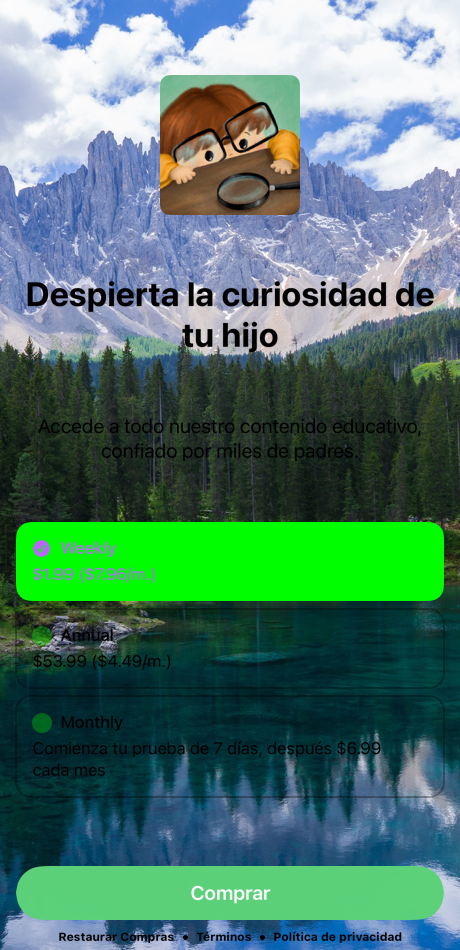 Despierta la curiosidad de
tu hijo
Accede a todo nuestro contenido educativo,
confiado por miles de padres.
Weekly
$1.99 ($7.96/m.)
Annual
$53.99 ($4.49/m.)
Monthly
Comienza tu prueba de 7 días, después $6.99
cada mes
Comprar
Restaurar Compras • Términos • Política de privacidad